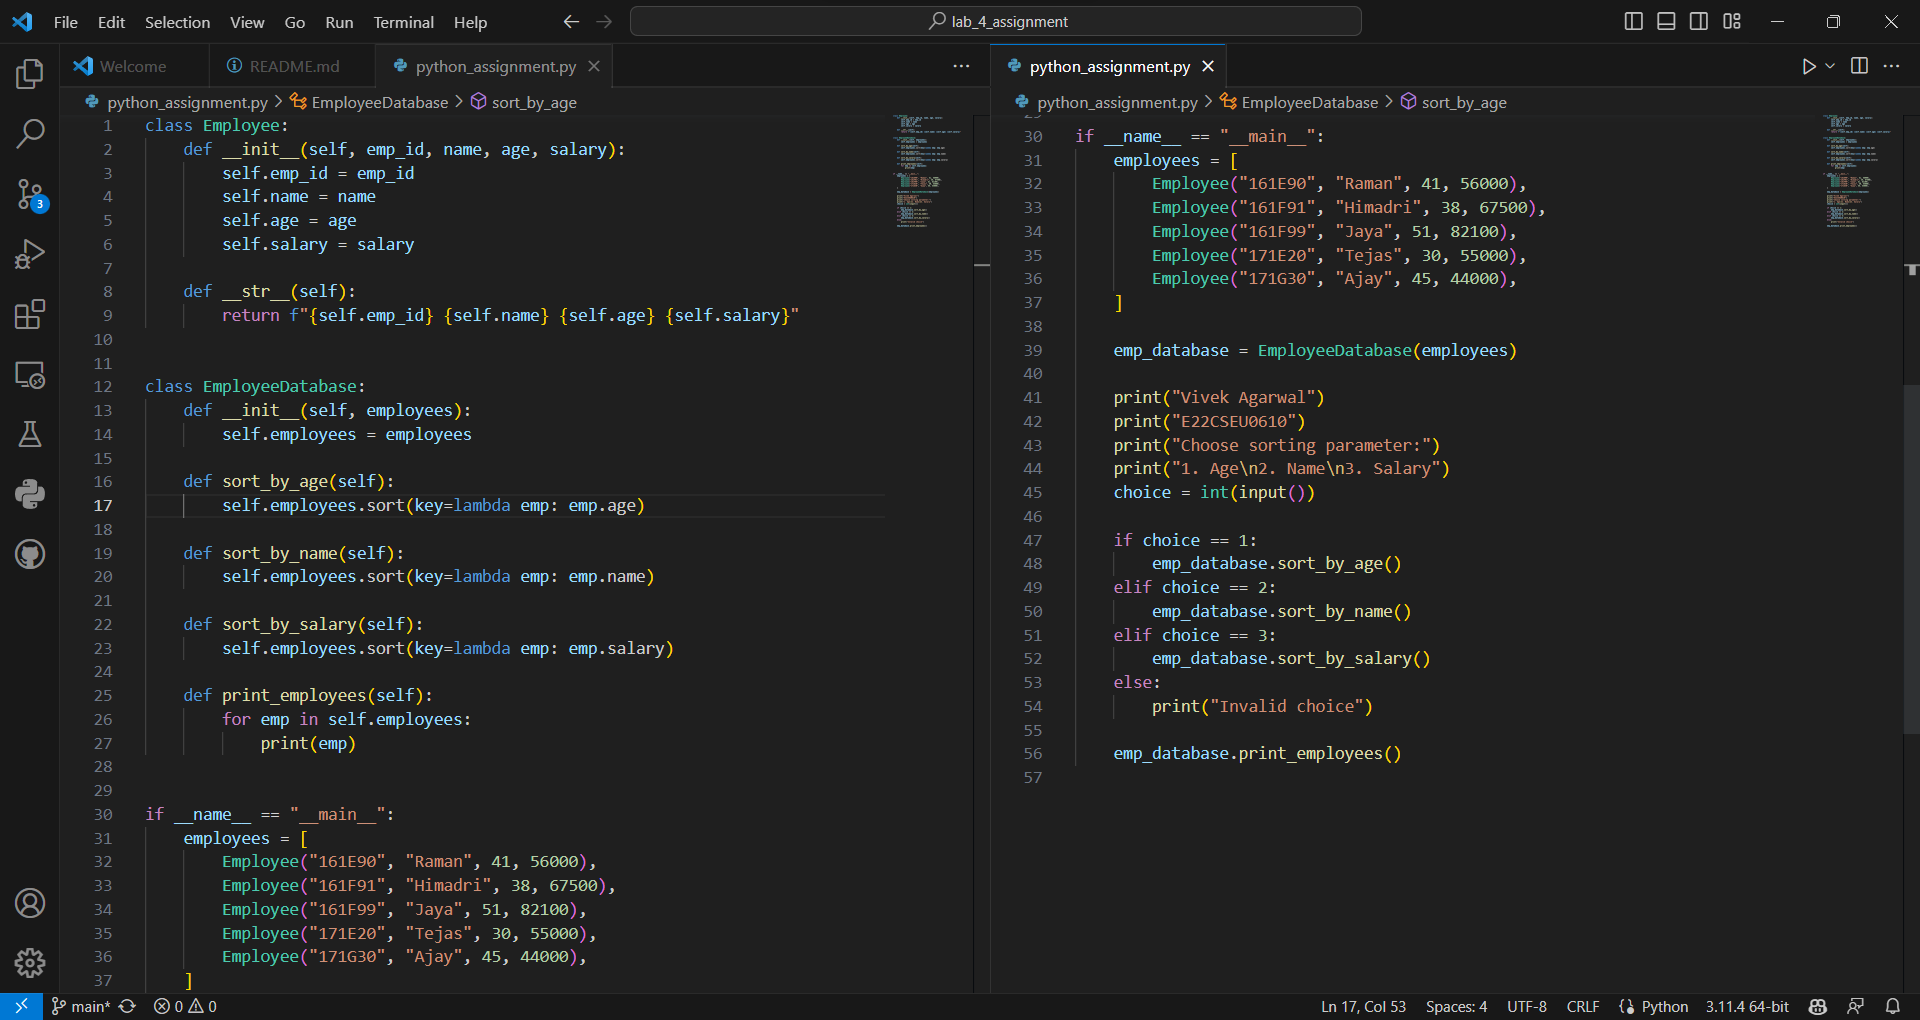 File Edit Selection View Go Run Terminal Help
lab_4_assignment
Welcome
README.md
python_assignment.py
python_assignment.py > EmployeeDatabase > sort_by_age
1 class Employee:
2     def __init__(self, emp_id, name, age, salary):
3         self.emp_id = emp_id
4         self.name = name
5         self.age = age
6         self.salary = salary
7
8     def __str__(self):
9         return f"{self.emp_id} {self.name} {self.age} {self.salary}"
10
11
12 class EmployeeDatabase:
13     def __init__(self, employees):
14         self.employees = employees
15
16     def sort_by_age(self):
17         self.employees.sort(key=lambda emp: emp.age)
18
19     def sort_by_name(self):
20         self.employees.sort(key=lambda emp: emp.name)
21
22     def sort_by_salary(self):
23         self.employees.sort(key=lambda emp: emp.salary)
24
25     def print_employees(self):
26         for emp in self.employees:
27             print(emp)
28
29
30 if __name__ == "__main__":
31     employees = [
32         Employee("161E90", "Raman", 41, 56000),
33         Employee("161F91", "Himadri", 38, 67500),
34         Employee("161F99", "Jaya", 51, 82100),
35         Employee("171E20", "Tejas", 30, 55000),
36         Employee("171G30", "Ajay", 45, 44000),
37     ]
python_assignment.py
python_assignment.py > EmployeeDatabase > sort_by_age
29
30 if __name__ == "__main__":
31     employees = [
32         Employee("161E90", "Raman", 41, 56000),
33         Employee("161F91", "Himadri", 38, 67500),
34         Employee("161F99", "Jaya", 51, 82100),
35         Employee("171E20", "Tejas", 30, 55000),
36         Employee("171G30", "Ajay", 45, 44000),
37     ]
38
39     emp_database = EmployeeDatabase(employees)
40
41     print("Vivek Agarwal")
42     print("E22CSEU0610")
43     print("Choose sorting parameter:")
44     print("1. Age\n2. Name\n3. Salary")
45     choice = int(input())
46
47     if choice == 1:
48         emp_database.sort_by_age()
49     elif choice == 2:
50         emp_database.sort_by_name()
51     elif choice == 3:
52         emp_database.sort_by_salary()
53     else:
54         print("Invalid choice")
55
56     emp_database.print_employees()
57
3
main* 0 0
Ln 17, Col 53 Spaces: 4 UTF-8 CRLF Python 3.11.4 64-bit